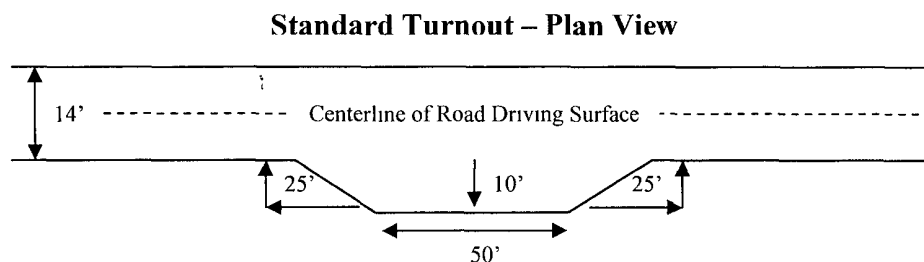 Standard Turnout – Plan View
14’
Centerline of Road Driving Surface
25’
10’
25’
50’